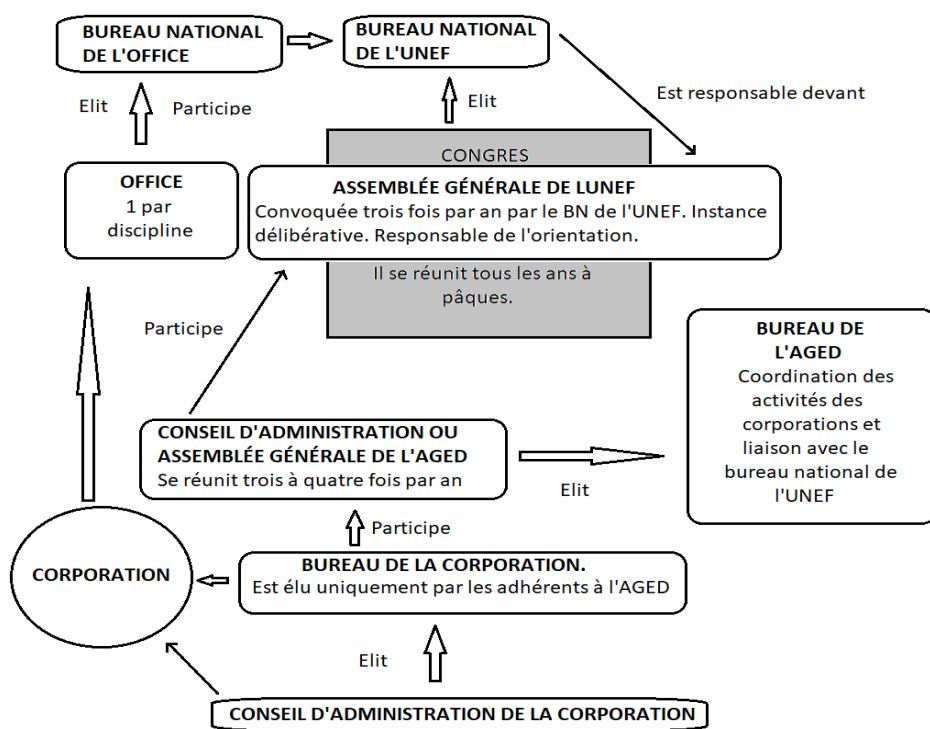 BUREAU NATIONAL
DE L'OFFICE
BUREAU NATIONAL
DE L'UNEF
Elit
Participe
Elit
Est responsable devant
CONGRES
OFFICE
1 par
discipline
ASSEMBLÉE GÉNÉRALE DE LUNEF
Convoquée trois fois par an par le BN de l'UNEF. Instance
délibérative. Responsable de l'orientation.
Il se réunit tous les ans à
pâques.
Participe
BUREAU DE
L'AGED
Coordination des
activités des
corporations et
liaison avec le
bureau national de
l'UNEF
CONSEIL D'ADMINISTRATION OU
ASSEMBLÉE GÉNÉRALE DE L'AGED
Se réunit trois à quatre fois par an
Elit
Participe
CORPORATION
BUREAU DE LA CORPORATION.
Est élu uniquement par les adhérents à l'AGED
Elit
CONSEIL D'ADMINISTRATION DE LA CORPORATION